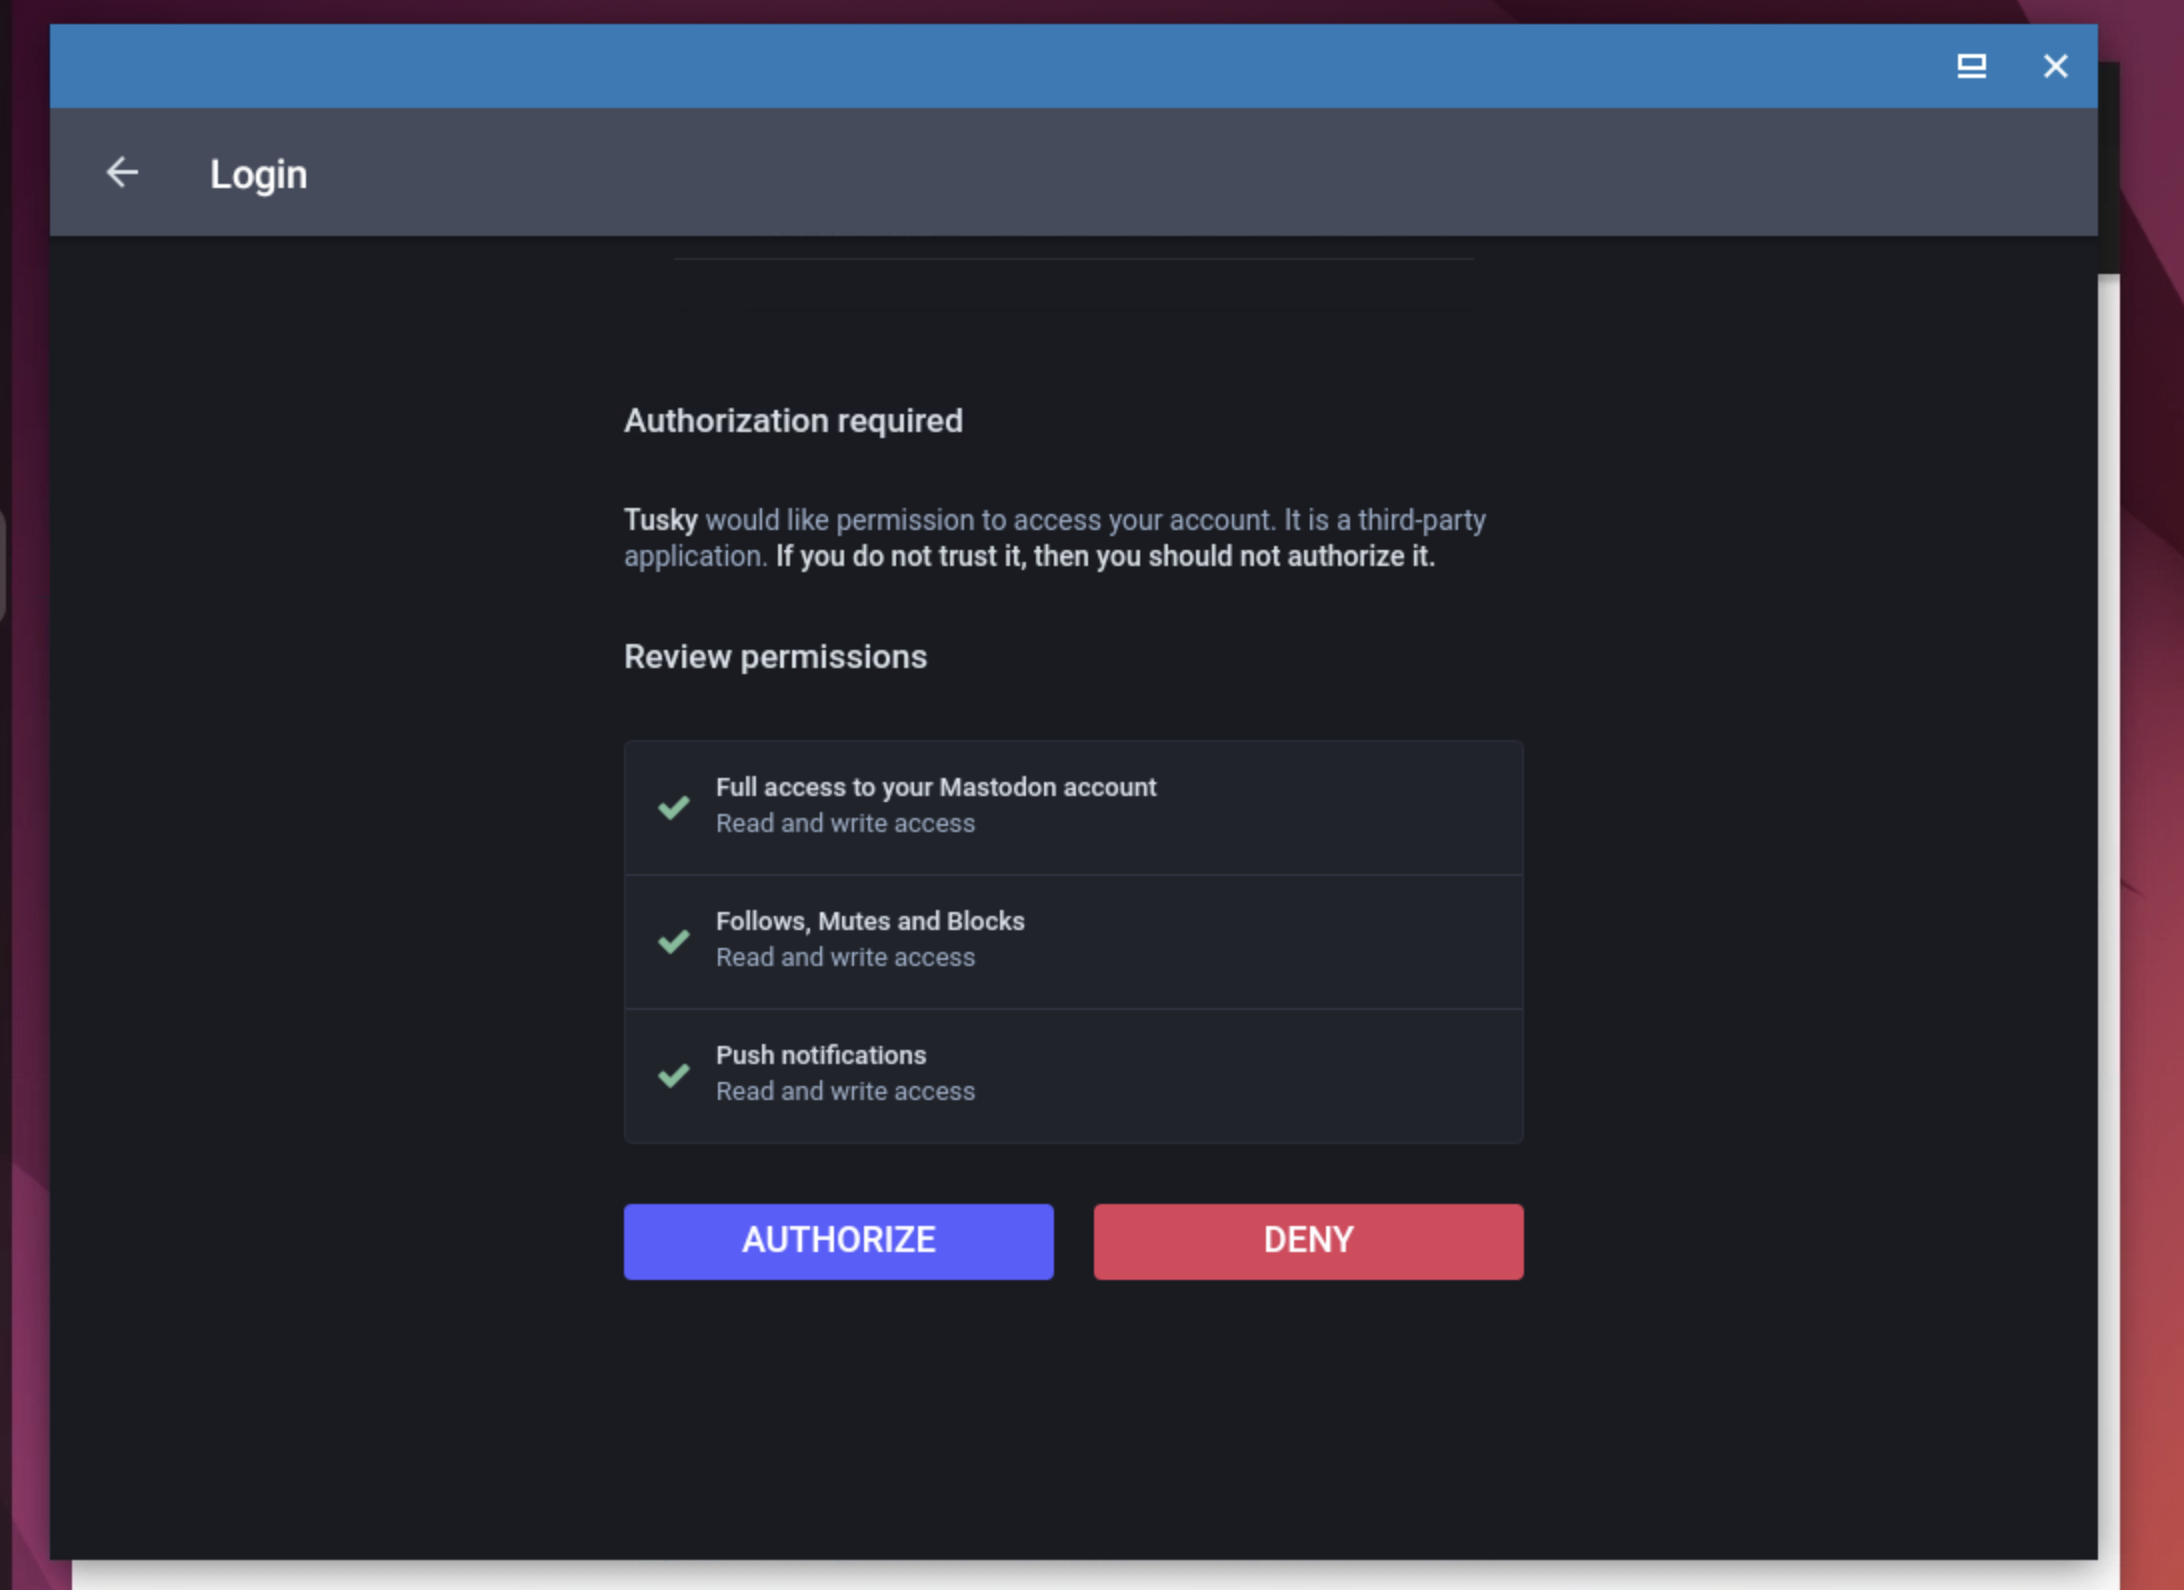 Login
Authorization required
Tusky would like permission to access your account. It is a third-party
application. If you do not trust it, then you should not authorize it.
Review permissions
Full access to your Mastodon account
Read and write access
Follows, Mutes and Blocks
Read and write access
Push notifications
Read and write access
AUTHORIZE
DENY